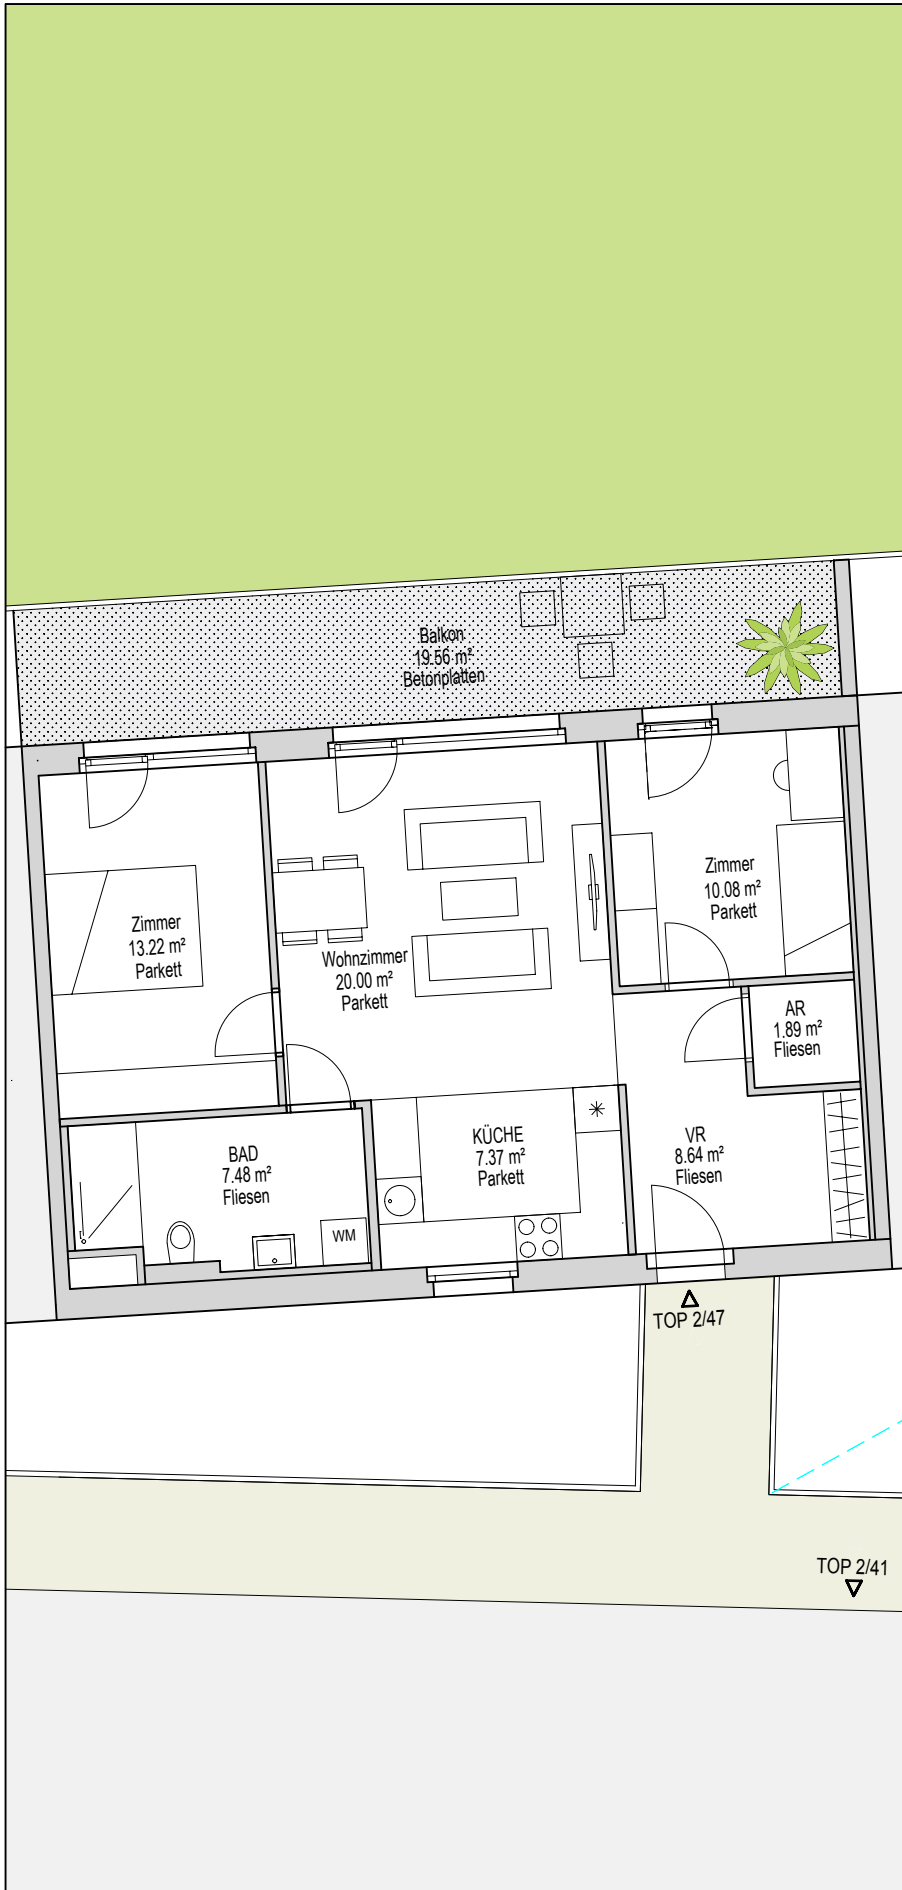 Balkon
19.56 m²
Betonplatten
Zimmer
13.22 m²
Parkett
Wohnzimmer
20.00 m²
Parkett
Zimmer
10.08 m²
Parkett
AR
1.89 m²
Fliesen
BAD
7.48 m²
Fliesen
WM
KÜCHE
7.37 m²
Parkett
VR
8.64 m²
Fliesen
TOP 2/47
TOP 2/41